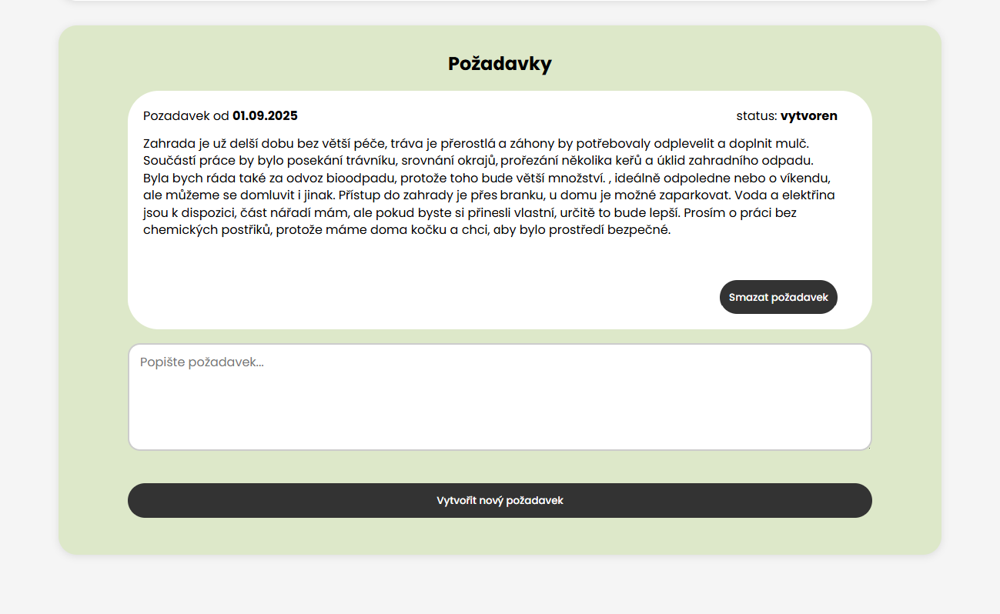 Požadavky
Pozadavek od 01.09.2025
status: vytvoren
Zahrada je už delší dobu bez větší péče, tráva je přerostlá a záhony by potřebovaly odplevelit a doplnit mulč.
Součástí práce by bylo posekání trávníku, srovnání okrajů, prořezání několika keřů a úklid zahradního odpadu.
Byla bych ráda také za odvoz bioodpadu, protože toho bude větší množství. , ideálně odpoledne nebo o víkendu,
ale můžeme se domluvit i jinak. Přístup do zahrady je přes branku, u domu je možné zaparkovat. Voda a elektřina
jsou k dispozici, část nářadí mám, ale pokud byste si přinesli vlastní, určitě to bude lepší. Prosím o práci bez
chemických postřiků, protože máme doma kočku a chci, aby bylo prostředí bezpečné.
Smazat požadavek
Popište požadavek...
Vytvořit nový požadavek